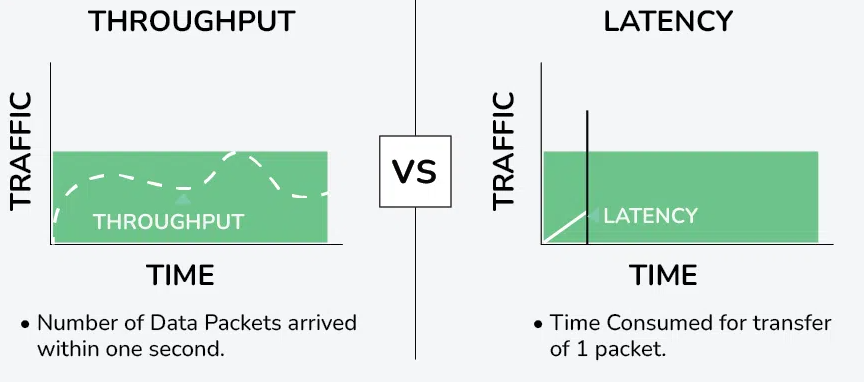 THROUGHPUT
TRAFFIC
THROUGHPUT
TIME
• Number of Data Packets arrived
within one second.
VS
LATENCY
TRAFFIC
LATENCY
TIME
• Time Consumed for transfer
of 1 packet.